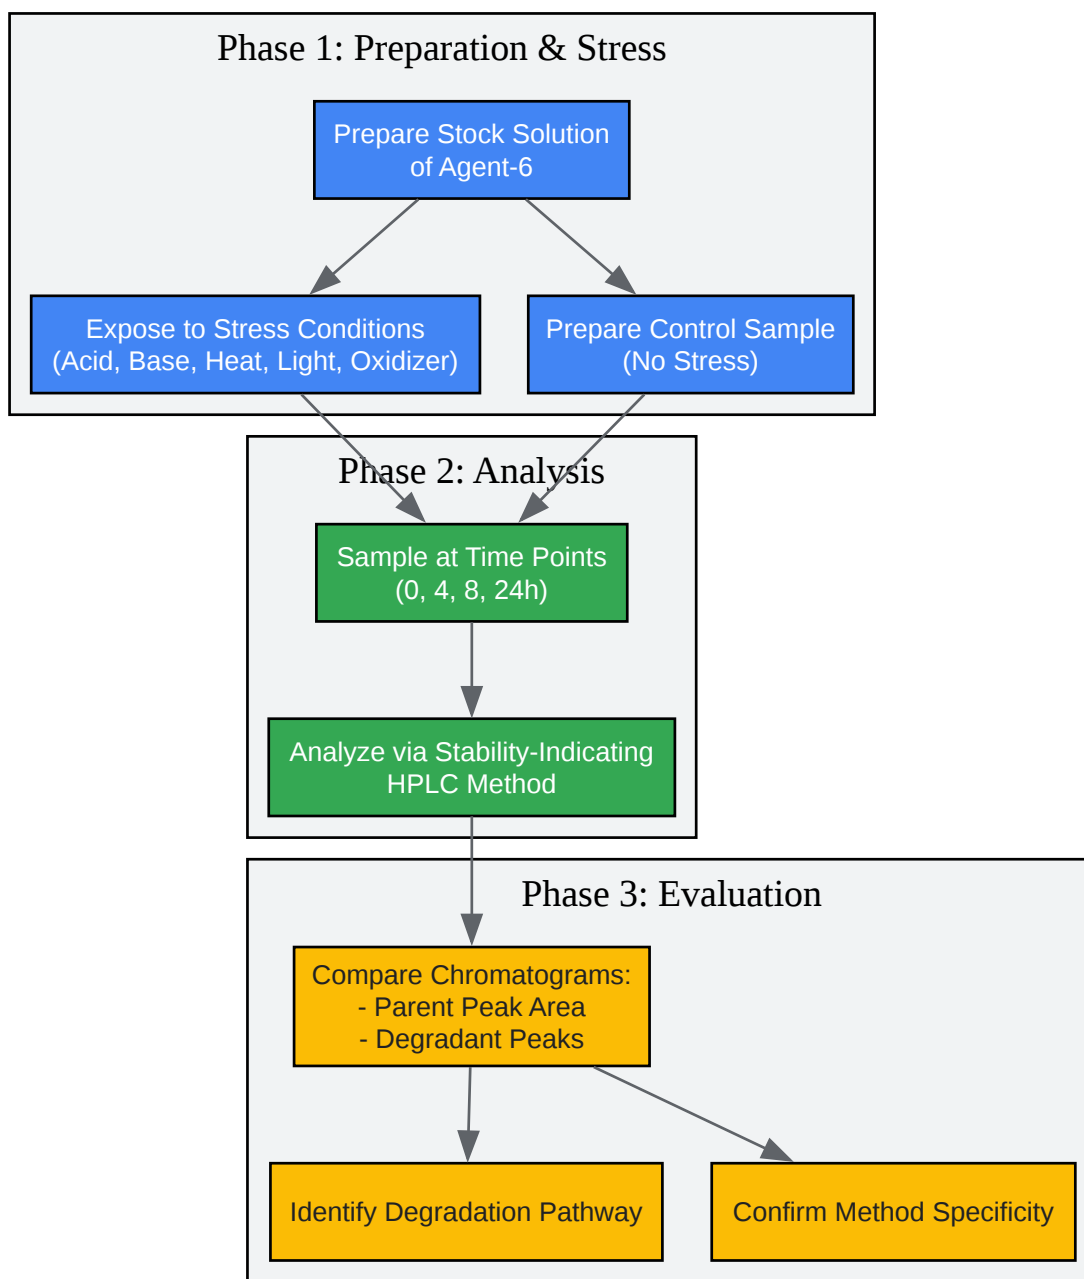 Phase 1: Preparation & Stress
Prepare Stock Solution
of Agent-6
Expose to Stress Conditions
(Acid, Base, Heat, Light, Oxidizer)
Prepare Control Sample
(No Stress)
Phase 2: Analysis
Sample at Time Points
(0, 4, 8, 24h)
Analyze via Stability-Indicating
HPLC Method
Phase 3: Evaluation
Compare Chromatograms:
- Parent Peak Area
- Degradant Peaks
Identify Degradation Pathway
Confirm Method Specificity